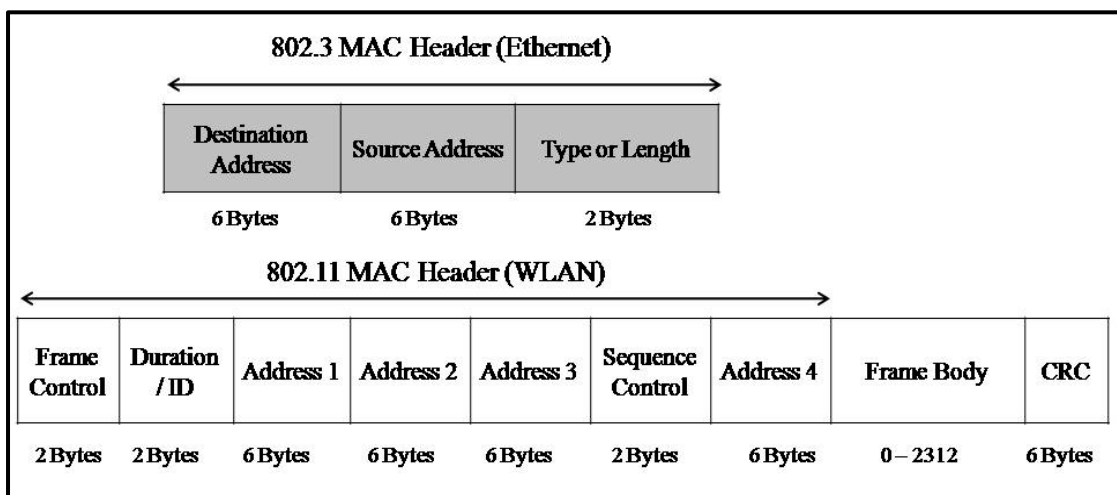 802.3 MAC Header (Ethernet)
Destination Address Source Address Type or Length
6 Bytes 6 Bytes 2 Bytes
802.11 MAC Header (WLAN)
Frame Control Duration / ID Address 1 Address 2 Address 3 Sequence Control Address 4 Frame Body CRC
2 Bytes 2 Bytes 6 Bytes 6 Bytes 6 Bytes 2 Bytes 6 Bytes 0 – 2312 6 Bytes